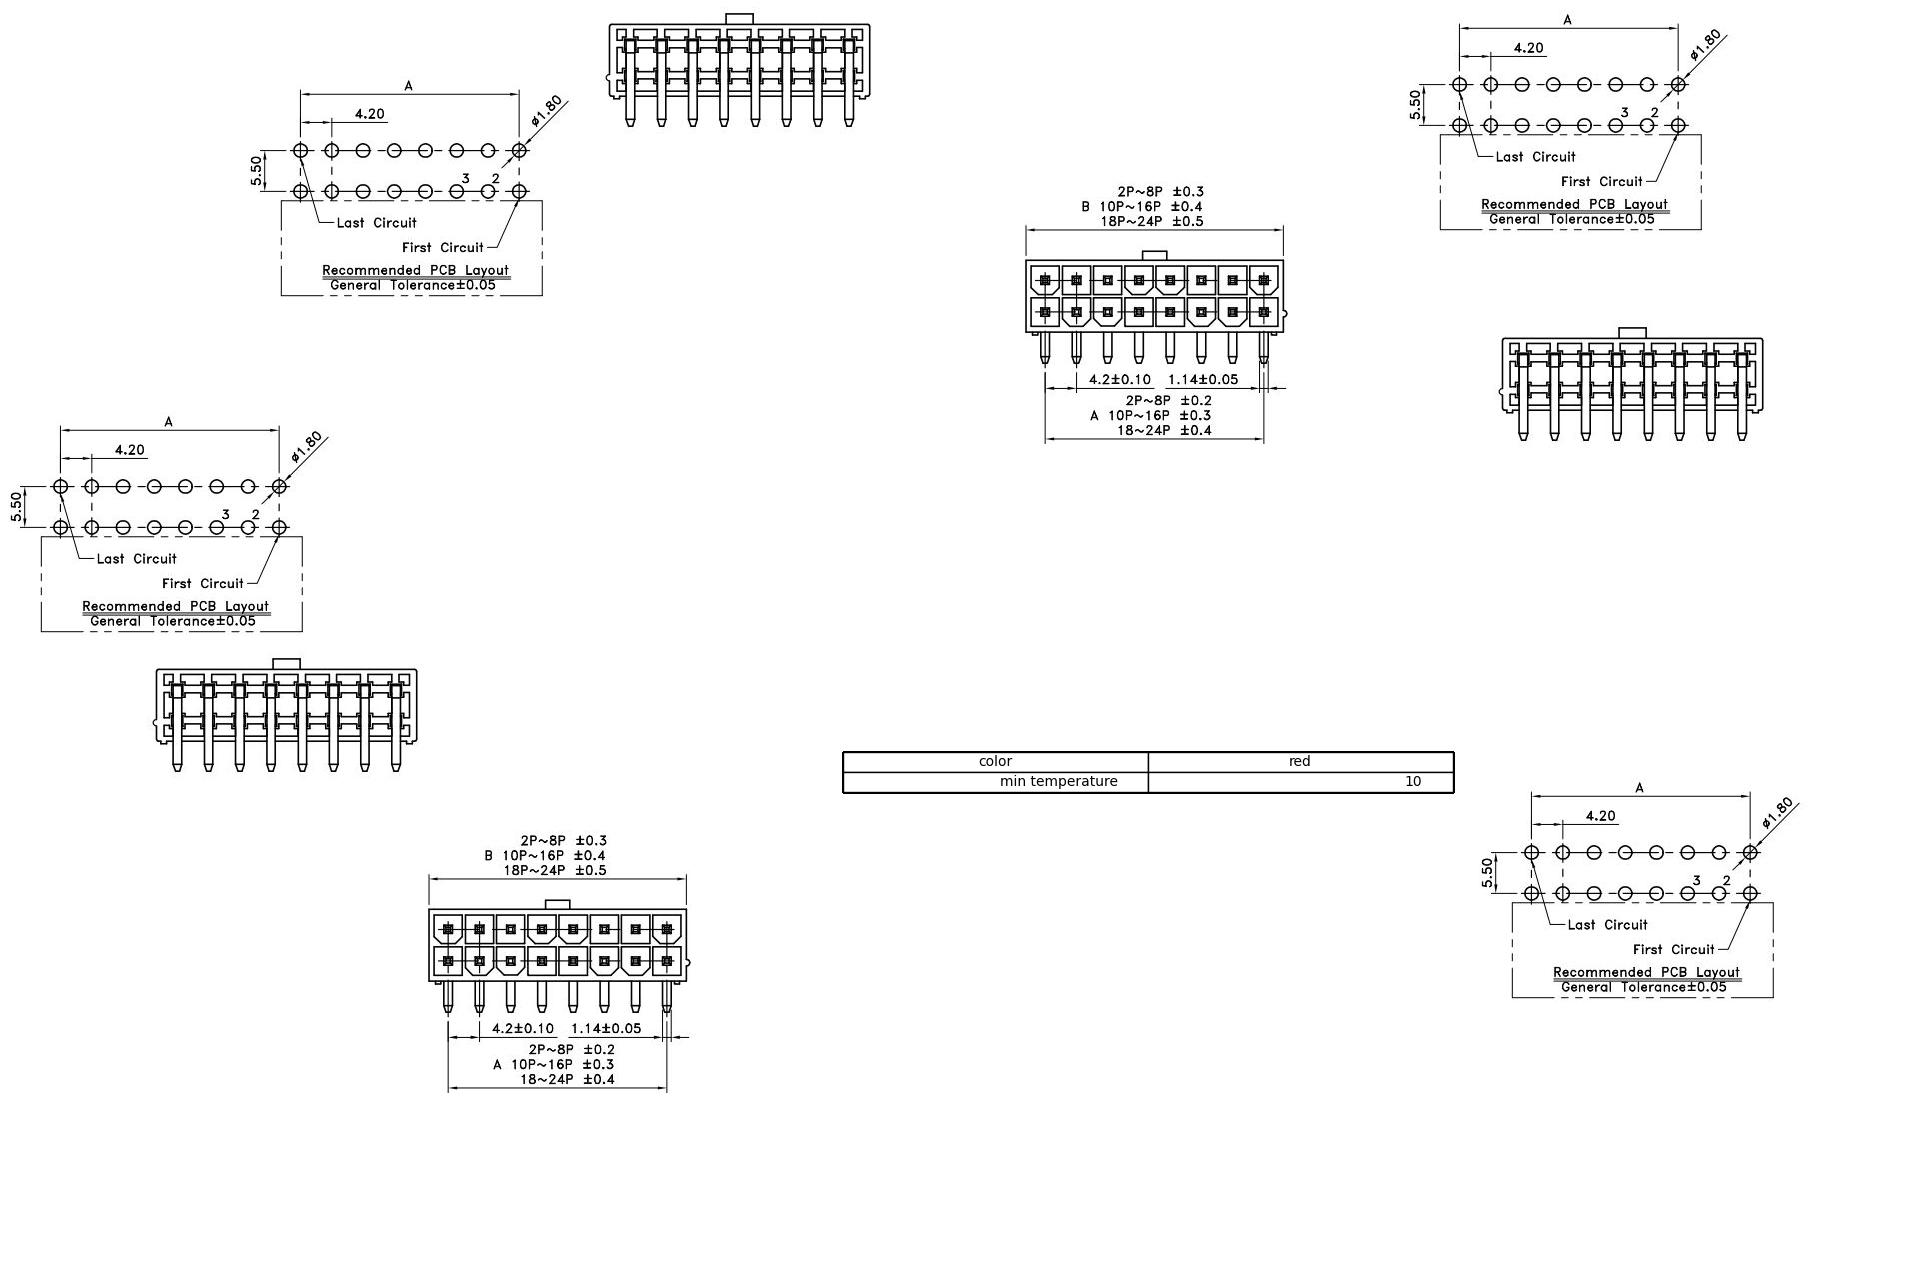 A
4.20
ø1.80
5.50
3 2
Last Circuit
First Circuit
Recommended PCB Layout
General Tolerance±0.05
A
4.20
ø1.80
5.50
3 2
Last Circuit
First Circuit
Recommended PCB Layout
General Tolerance±0.05
2P~8P ±0.3
B 10P~16P ±0.4
18P~24P ±0.5
4.2±0.10 1.14±0.05
2P~8P ±0.2
A 10P~16P ±0.3
18~24P ±0.4
A
4.20
ø1.80
5.50
3 2
Last Circuit
First Circuit
Recommended PCB Layout
General Tolerance±0.05
color red
min temperature 10
A
4.20
ø1.80
5.50
3 2
Last Circuit
First Circuit
Recommended PCB Layout
General Tolerance±0.05
2P~8P ±0.3
B 10P~16P ±0.4
18P~24P ±0.5
4.2±0.10 1.14±0.05
2P~8P ±0.2
A 10P~16P ±0.3
18~24P ±0.4